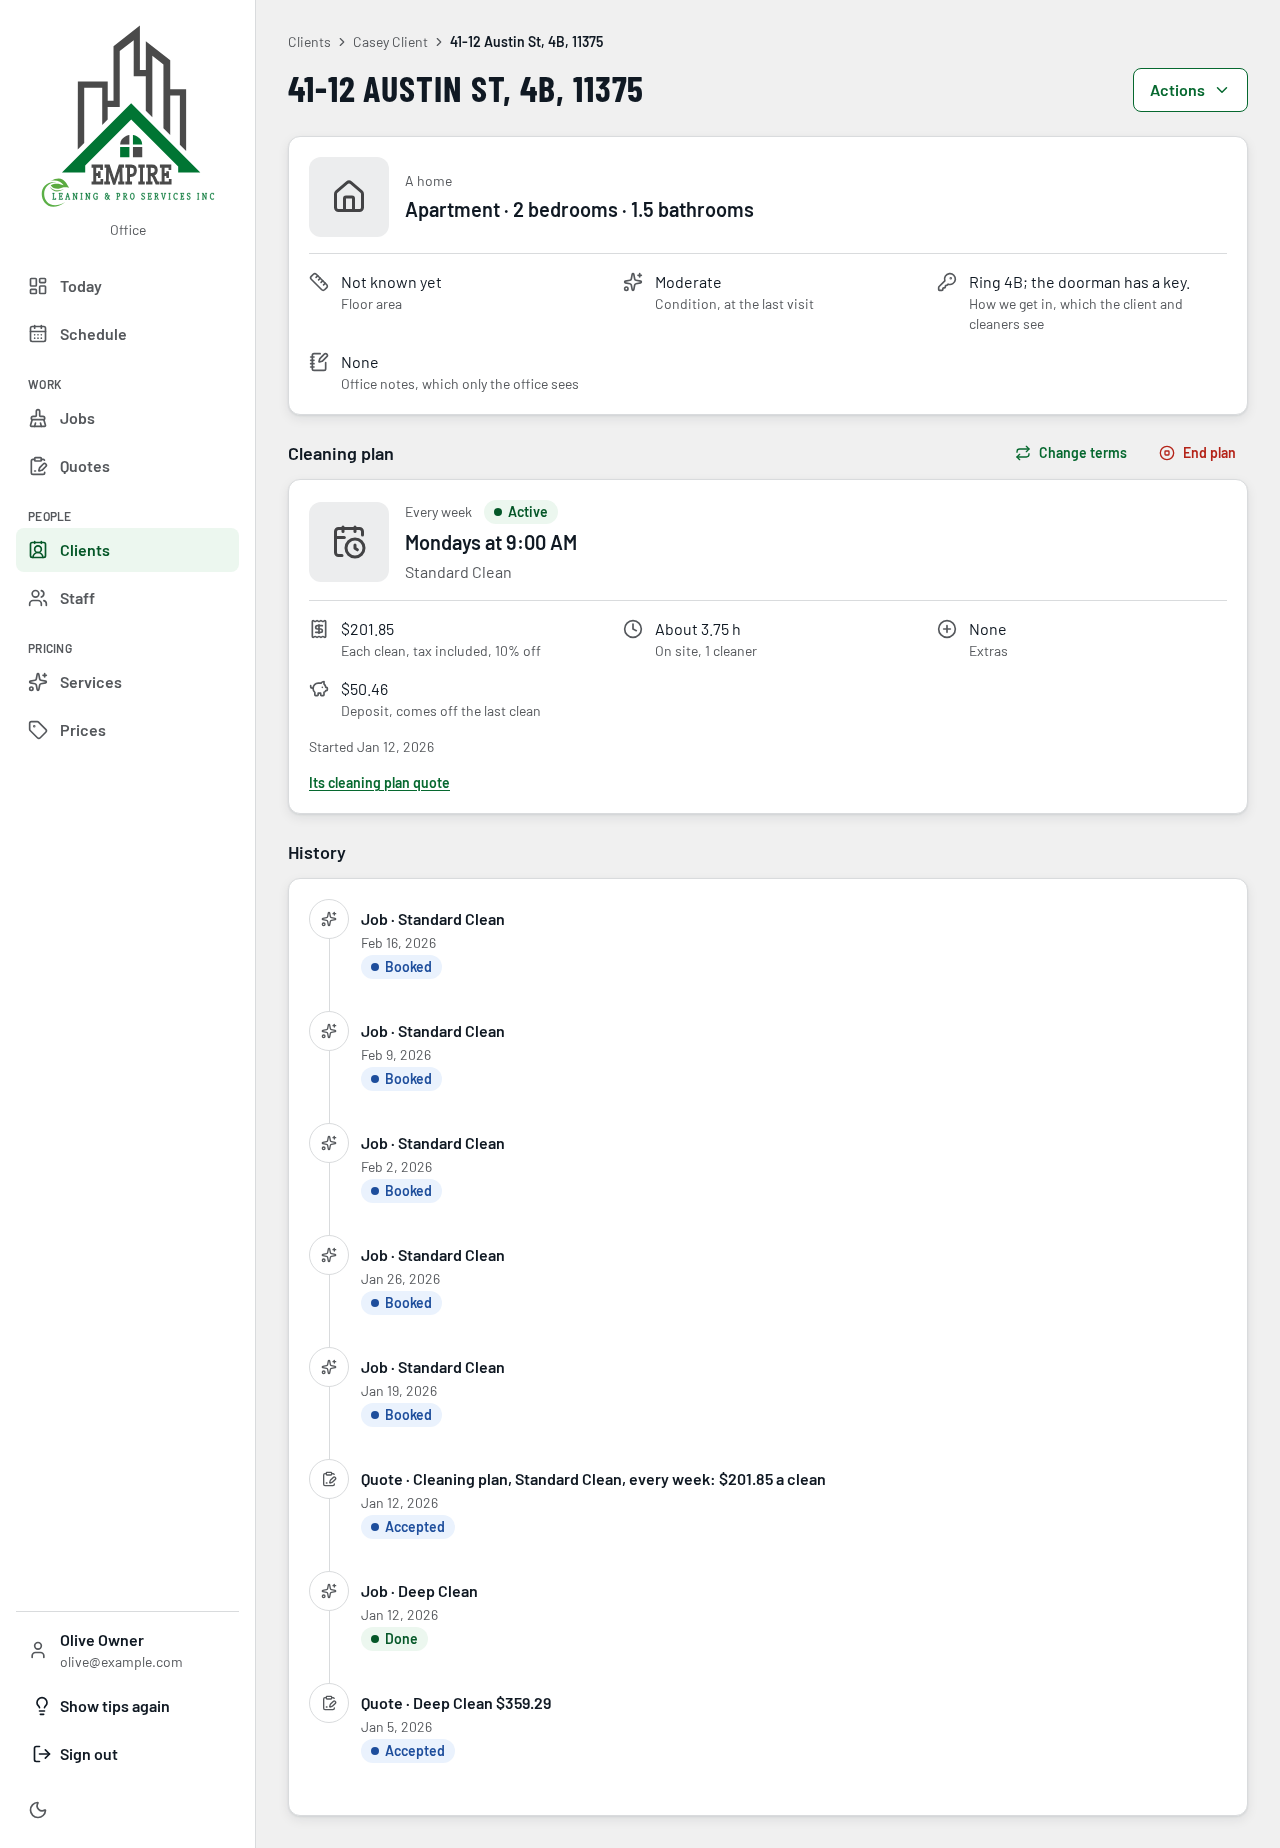 EMPIRE
CLEANING & PRO SERVICES INC
Office
Today
Schedule
WORK
Jobs
Quotes
PEOPLE
Clients
Staff
PRICING
Services
Prices
Olive Owner
olive@example.com
Show tips again
Sign out
Clients > Casey Client > 41-12 Austin St, 4B, 11375
41-12 AUSTIN ST, 4B, 11375
Actions
A home
Apartment · 2 bedrooms · 1.5 bathrooms
Not known yet
Floor area
Moderate
Condition, at the last visit
Ring 4B; the doorman has a key.
How we get in, which the client and
cleaners see
None
Office notes, which only the office sees
Cleaning plan
Change terms
End plan
Every week
Active
Mondays at 9:00 AM
Standard Clean
$201.85
Each clean, tax included, 10% off
About 3.75 h
On site, 1 cleaner
None
Extras
$50.46
Deposit, comes off the last clean
Started Jan 12, 2026
Its cleaning plan quote
History
Job · Standard Clean
Feb 16, 2026
Booked
Job · Standard Clean
Feb 9, 2026
Booked
Job · Standard Clean
Feb 2, 2026
Booked
Job · Standard Clean
Jan 26, 2026
Booked
Job · Standard Clean
Jan 19, 2026
Booked
Quote · Cleaning plan, Standard Clean, every week: $201.85 a clean
Jan 12, 2026
Accepted
Job · Deep Clean
Jan 12, 2026
Done
Quote · Deep Clean $359.29
Jan 5, 2026
Accepted